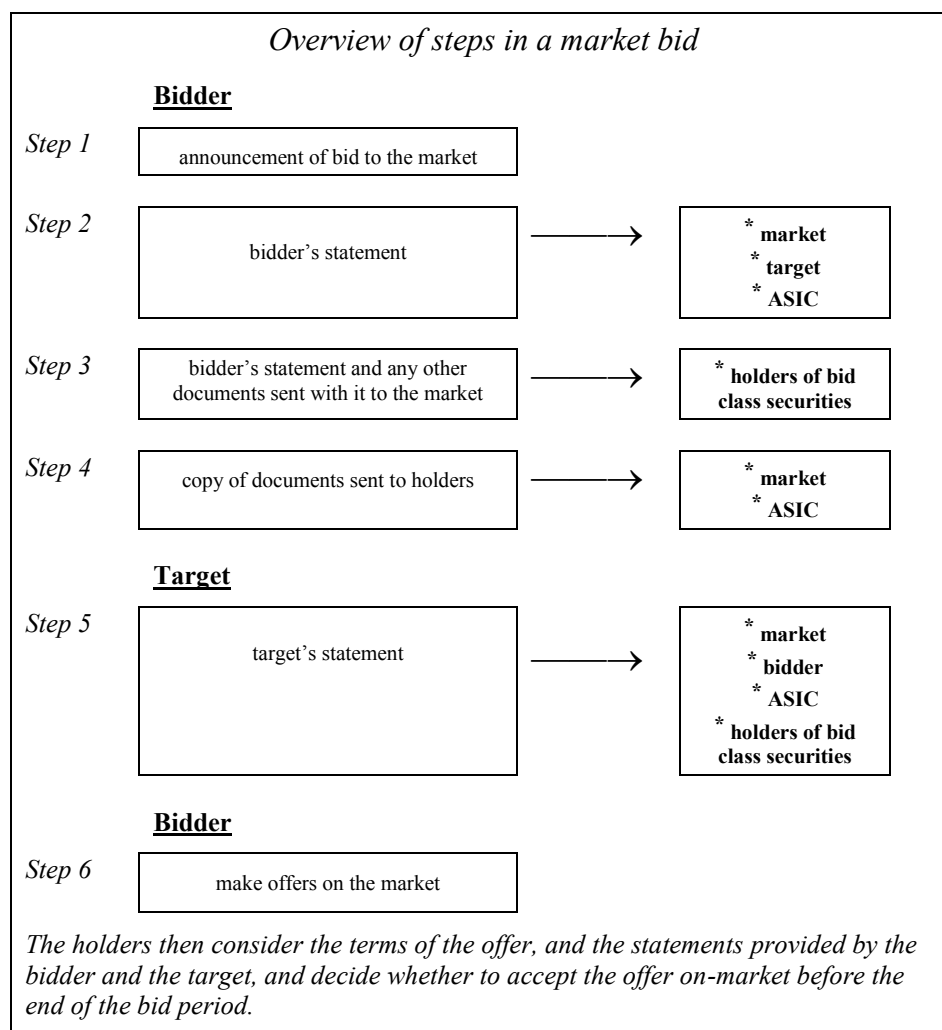 Overview of steps in a market bid
Bidder
Step 1
announcement of bid to the market
Step 2
bidder’s statement
* market
* target
* ASIC
Step 3
bidder’s statement and any other
documents sent with it to the market
* holders of bid
class securities
Step 4
copy of documents sent to holders
* market
* ASIC
Target
Step 5
target’s statement
* market
* bidder
* ASIC
* holders of bid
class securities
Bidder
Step 6
make offers on the market
The holders then consider the terms of the offer, and the statements provided by the
bidder and the target, and decide whether to accept the offer on-market before the
end of the bid period.